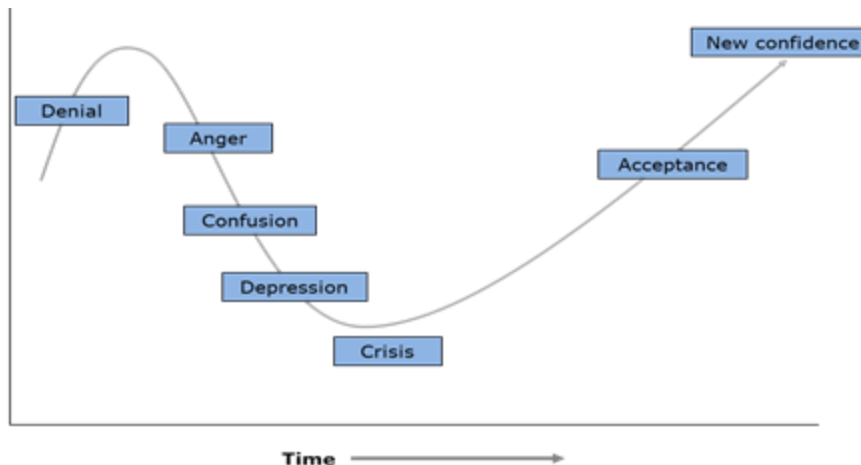 Denial
Anger
Confusion
Depression
Crisis
Acceptance
New confidence
Time